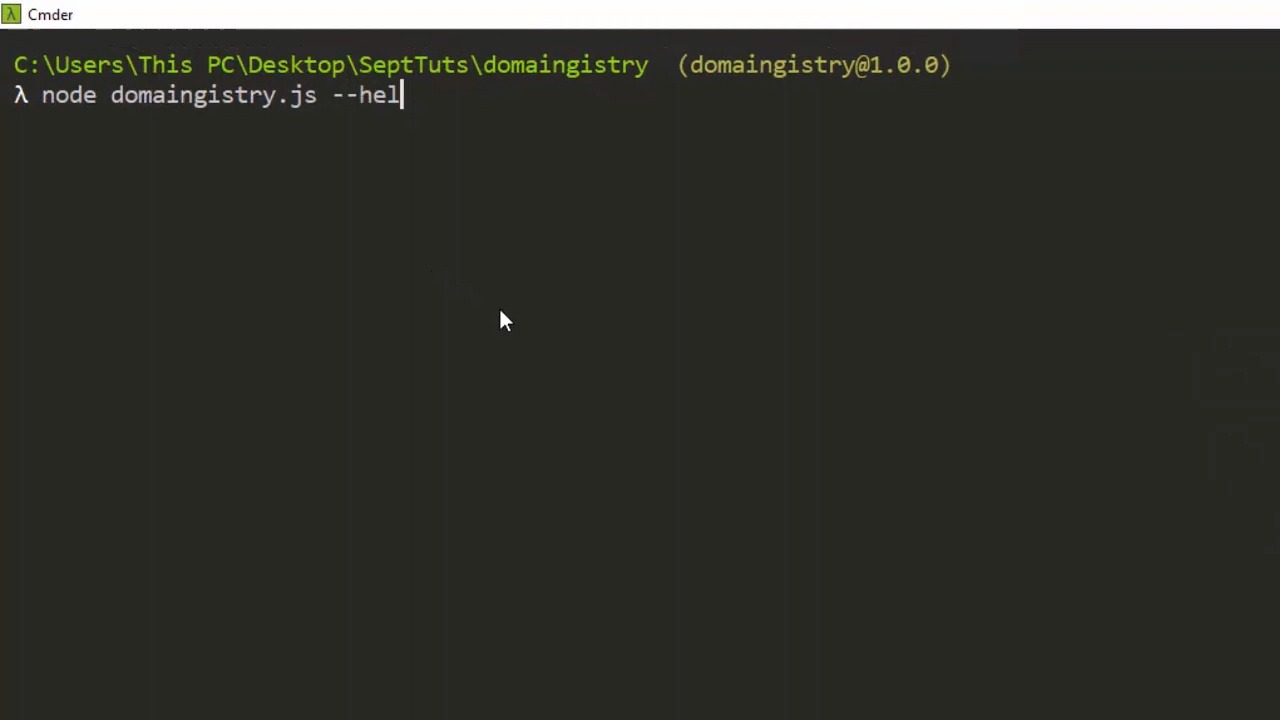 Cmder
C:\Users\This PC\Desktop\SeptTuts\domaingistry (domaingistry@1.0.0)
λ node domaingistry.js --hel